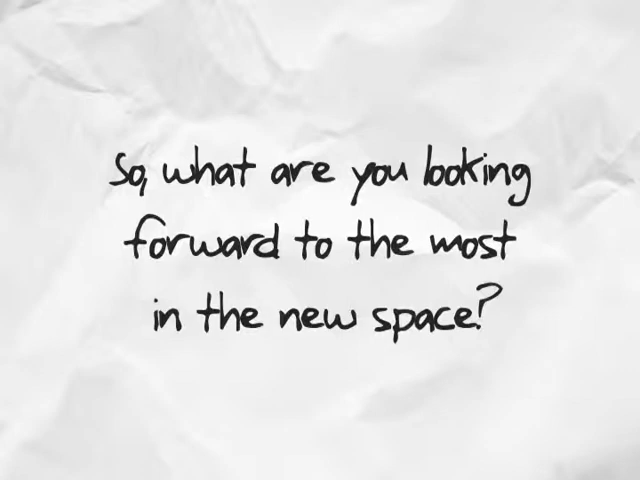 So, what are you looking
forward to the most
in the new space?